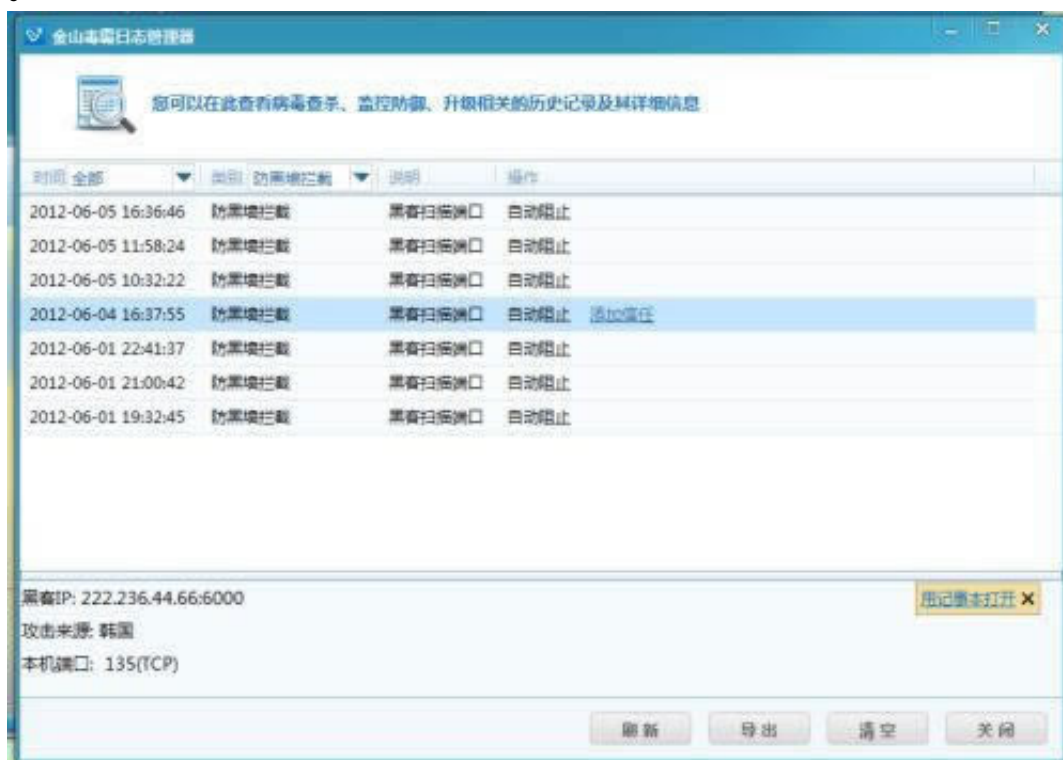 金山毒霸日志管理器
您可以在此查看病毒查杀、监控防御、升级相关的历史记录及其详细信息
时间 全部 类别 防黑墙拦截 说明 操作
2012-06-05 16:36:46 防黑墙拦截 黑客扫描端口 自动阻止
2012-06-05 11:58:24 防黑墙拦截 黑客扫描端口 自动阻止
2012-06-05 10:32:22 防黑墙拦截 黑客扫描端口 自动阻止
2012-06-04 16:37:55 防黑墙拦截 黑客扫描端口 自动阻止 添加信任
2012-06-01 22:41:37 防黑墙拦截 黑客扫描端口 自动阻止
2012-06-01 21:00:42 防黑墙拦截 黑客扫描端口 自动阻止
2012-06-01 19:32:45 防黑墙拦截 黑客扫描端口 自动阻止
黑客IP: 222.236.44.66:6000 用记事本打开
攻击来源: 韩国
本机端口: 135(TCP)
刷新 导出 清空 关闭